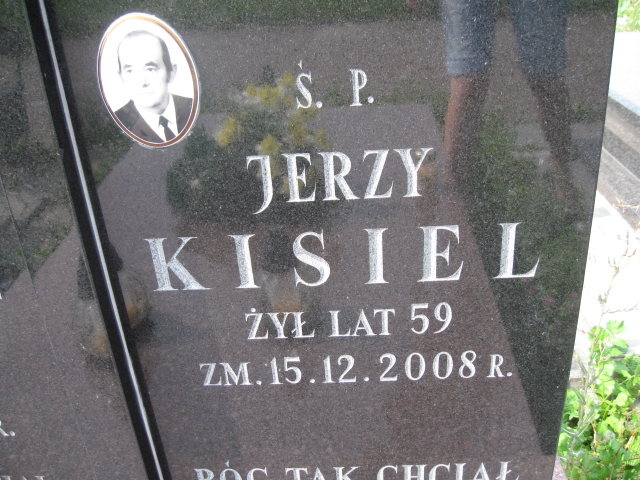 Ś. P.
JERZY
KISIEL
ŻYŁ LAT 59
ZM. 15.12.2008 R.
BÓG TAK CHCIAŁ
R.